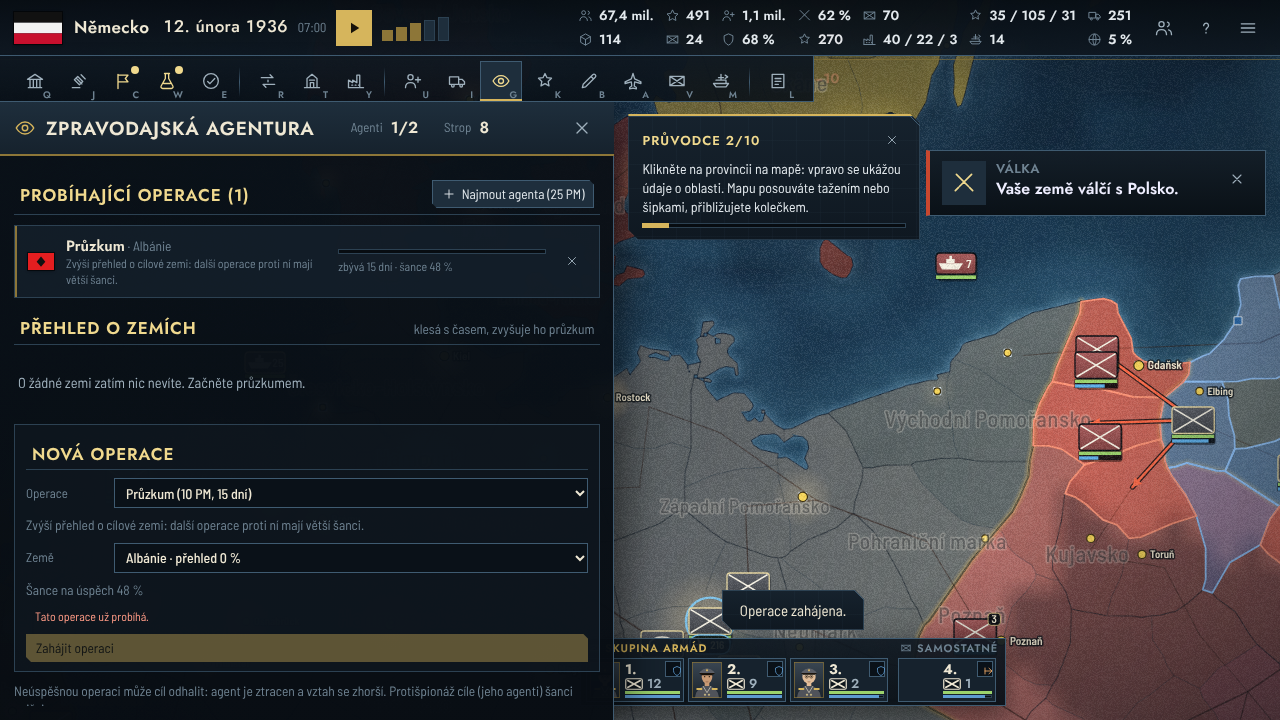 Německo 12. února 1936 07:00
67,4 mil. 491 1,1 mil. 62 % 70 35 / 105 / 31 251
114 24 68 % 270 40 / 22 / 3 14 5 %
Q J C W E R T Y U I G K B A V M L
ZPRAVODAJSKÁ AGENTURA Agenti 1/2 Strop 8
PROBÍHAJÍCÍ OPERACE (1)
Najmout agenta (25 PM)
Průzkum · Albánie
Zvýší přehled o cílové zemi: další operace proti ní mají
větší šanci.
zbývá 15 dní · šance 48 %
PŘEHLED O ZEMÍCH
klesá s časem, zvyšuje ho průzkum
O žádné zemi zatím nic nevíte. Začněte průzkumem.
NOVÁ OPERACE
Operace Průzkum (10 PM, 15 dní)
Zvýší přehled o cílové zemi: další operace proti ní mají větší šanci.
Země Albánie · přehled 0 %
Šance na úspěch 48 %
Tato operace už probíhá.
Zahájit operaci
Neúspěšnou operaci může cíl odhalit: agent je ztracen a vztah se zhorší. Protišpionáž cíle (jeho agenti) šanci
PRŮVODCE 2/10
Klikněte na provincii na mapě: vpravo se ukážou
údaje o oblasti. Mapu posouváte tažením nebo
šipkami, přibližujete kolečkem.
VÁLKA
Vaše země válčí s Polsko.
7
Gdaňsk
Elbing
Rostock
Východní Pomořansko
Západní Pomořansko
Pohraniční marka
Kujavsko
Toruň
Poznaň
3
Poznaň
Neumark
Operace zahájena.
KUPINA ARMÁD
SAMOSTATNÉ
1. 12
2. 9
3. 2
4. 1